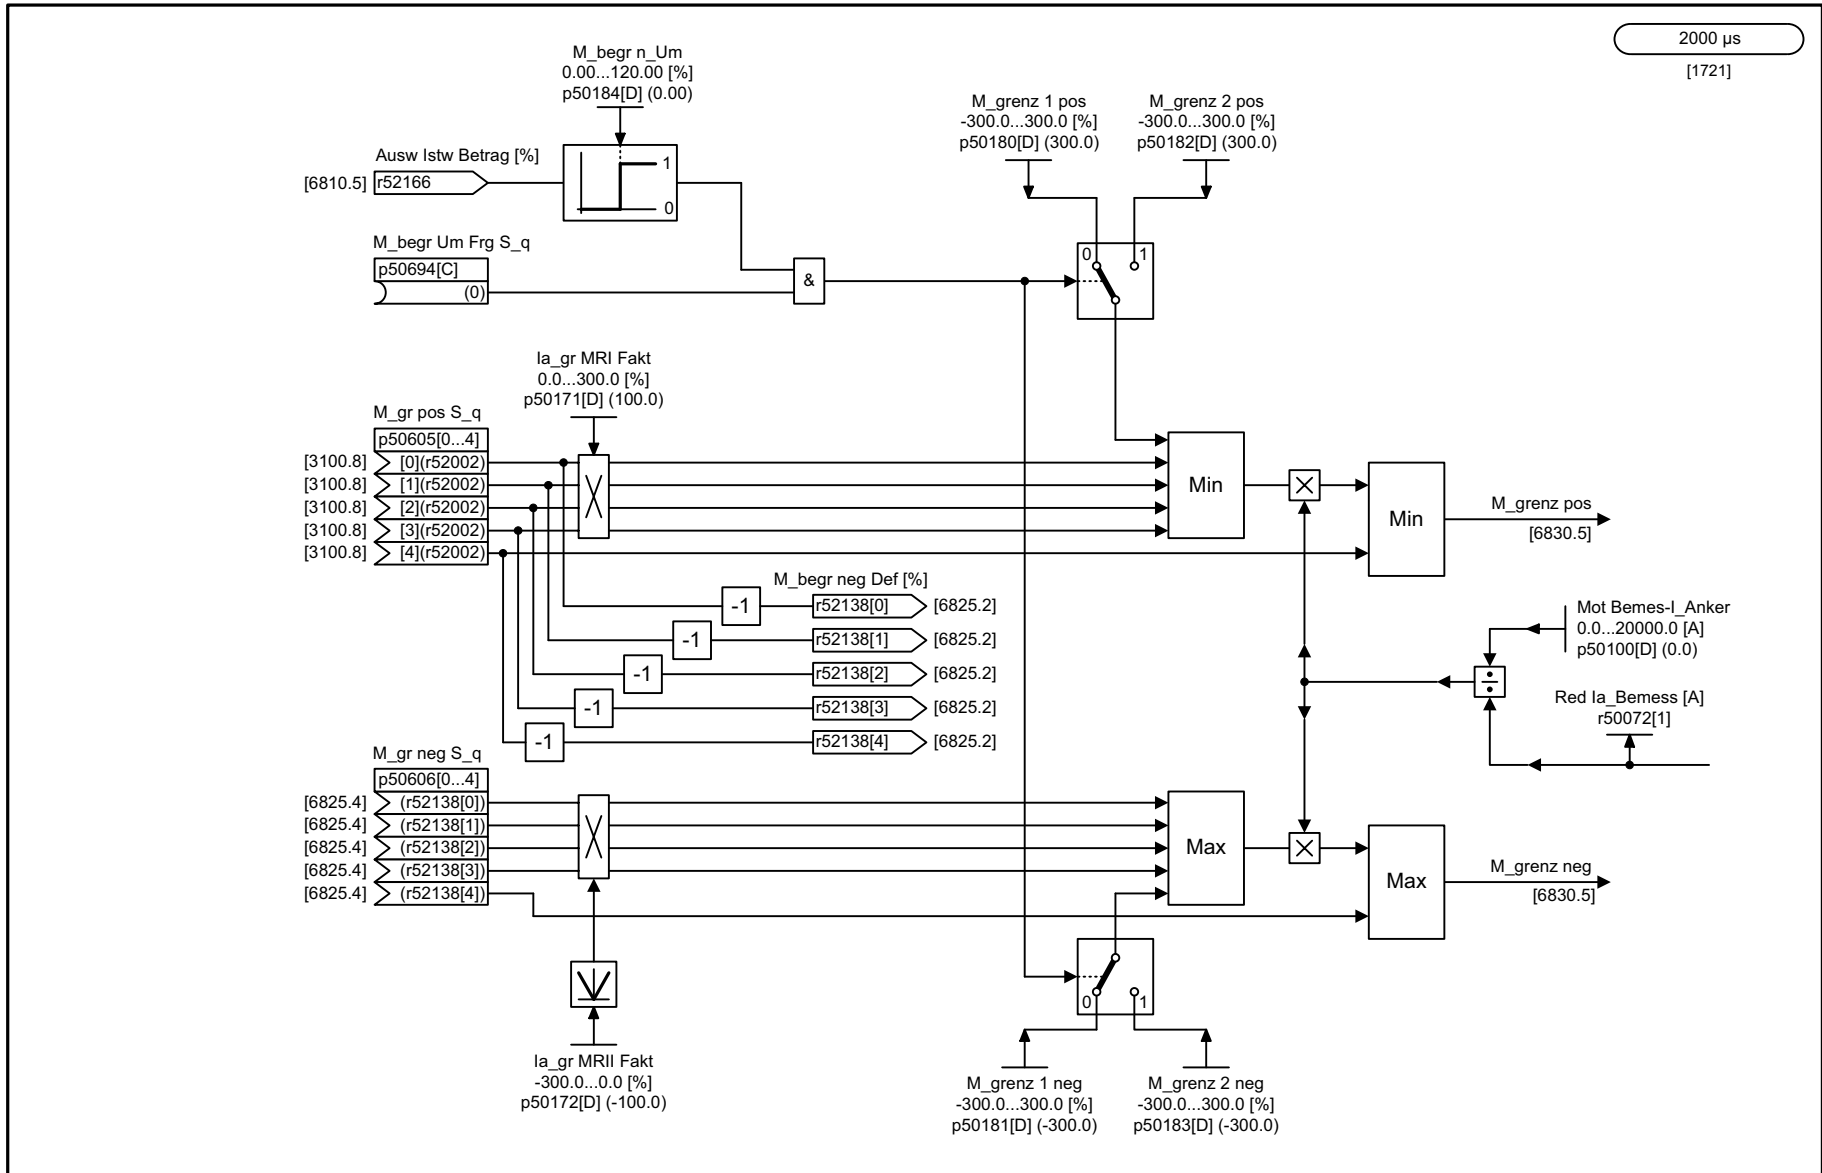 2000 µs
[1721]
M_begr n_Um
0.00...120.00 [%]
p50184[D] (0.00)
Ausw Istw Betrag [%]
[6810.5] r52166
1
0
M_begr Um Frg S_q
p50694[C]
(0)
&
M_grenz 1 pos
-300.0...300.0 [%]
p50180[D] (300.0)
M_grenz 2 pos
-300.0...300.0 [%]
p50182[D] (300.0)
0 1
Ia_gr MRI Fakt
0.0...300.0 [%]
p50171[D] (100.0)
M_gr pos S_q
p50605[0...4]
[3100.8] [0](r52002)
[3100.8] [1](r52002)
[3100.8] [2](r52002)
[3100.8] [3](r52002)
[3100.8] [4](r52002)
Min
Min
M_grenz pos
[6830.5]
M_begr neg Def [%]
-1 r52138[0] [6825.2]
-1 r52138[1] [6825.2]
-1 r52138[2] [6825.2]
-1 r52138[3] [6825.2]
-1 r52138[4] [6825.2]
Mot Bemes-I_Anker
0.0...20000.0 [A]
p50100[D] (0.0)
Red Ia_Bemess [A]
r50072[1]
M_gr neg S_q
p50606[0...4]
[6825.4] (r52138[0])
[6825.4] (r52138[1])
[6825.4] (r52138[2])
[6825.4] (r52138[3])
[6825.4] (r52138[4])
Max
Max
M_grenz neg
[6830.5]
0 1
Ia_gr MRII Fakt
-300.0...0.0 [%]
p50172[D] (-100.0)
M_grenz 1 neg
-300.0...300.0 [%]
p50181[D] (-300.0)
M_grenz 2 neg
-300.0...300.0 [%]
p50183[D] (-300.0)